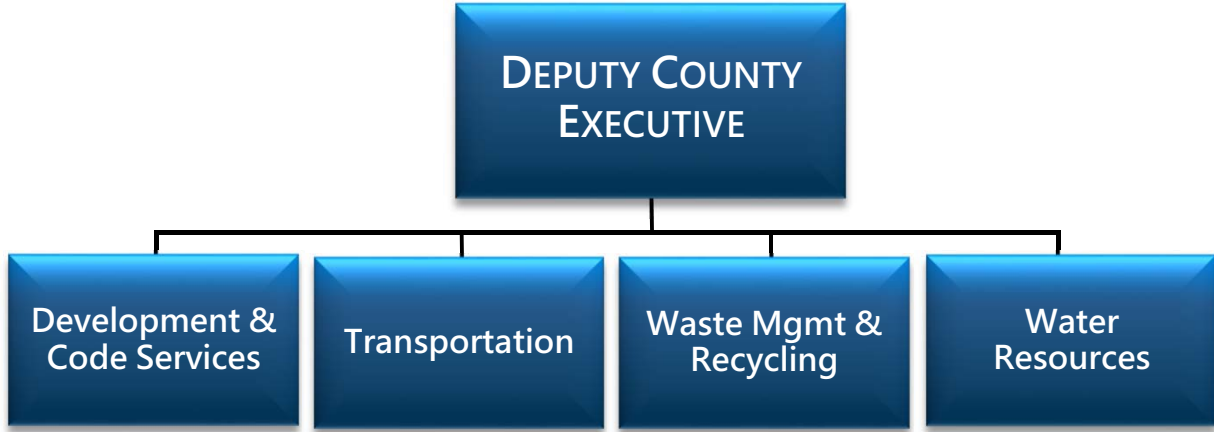 DEPUTY COUNTY
EXECUTIVE
Development &
Code Services
Transportation
Waste Mgmt &
Recycling
Water
Resources